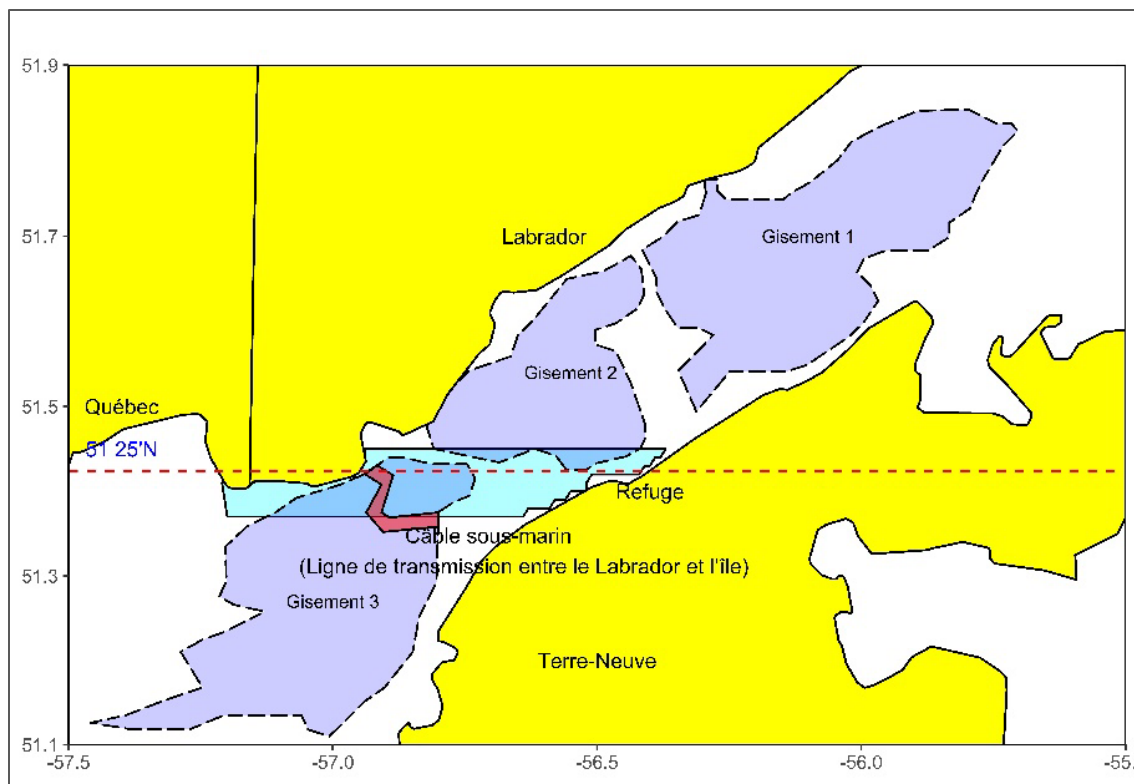 51.9
51.7
51.5
51.3
51.1
Labrador
Gisement 1
Gisement 2
Québec
51 25'N
Refuge
Câble sous-marin
(Ligne de transmission entre le Labrador et l'île)
Gisement 3
Terre-Neuve
-57.5
-57.0
-56.5
-56.0